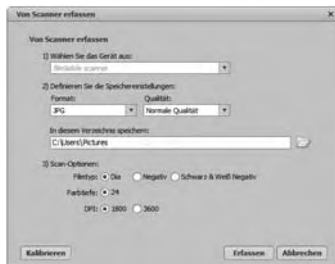 Von Scanner erfassen
Von Scanner erfassen
1) Wählen Sie das Gerät aus:
scanner
2) Definieren Sie die Speichereinstellungen:
Format: Qualität:
JPG Normale Qualität
In diesem Verzeichnis speichern:
C:\Users\Pictures
3) Scan-Optionen:
Filmtyp: Dia Negativ Schwarz & Weiß Negativ
Farbtiefe: 24
DPI: 1800 3600
Kalibrieren Erfassen Abbrechen